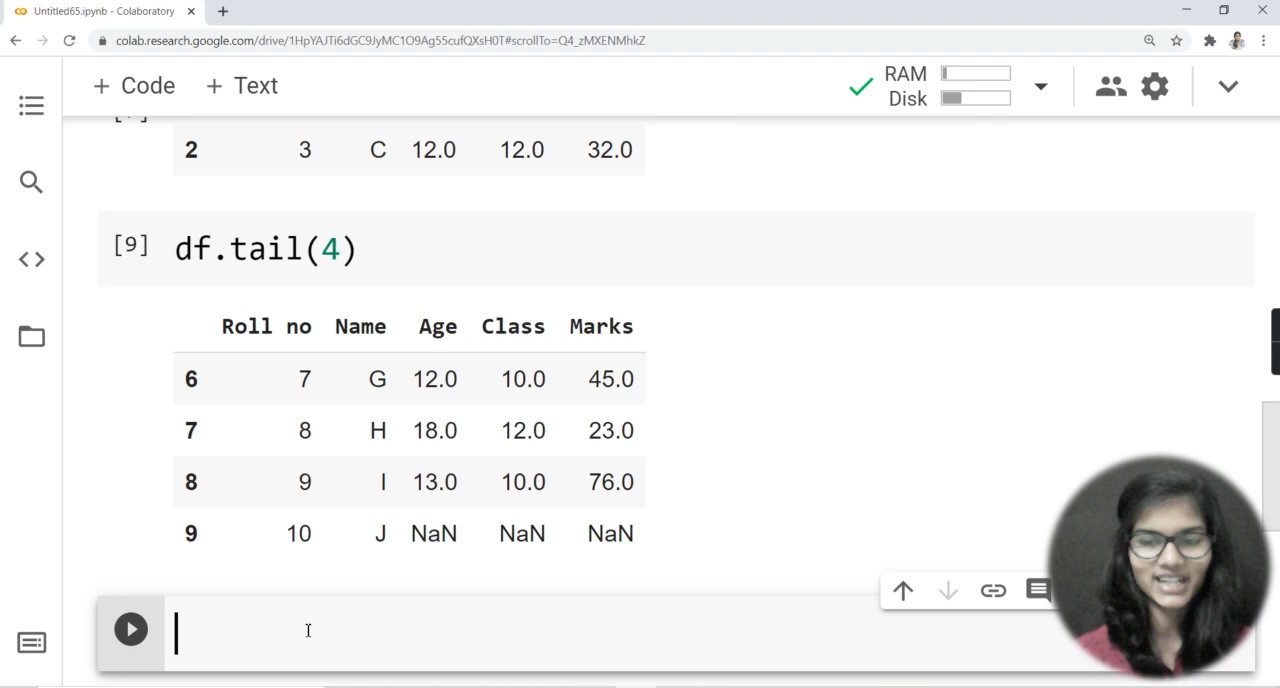 Untitled65.ipynb - Colaboratory
colab.research.google.com/drive/1HpYAJTi6dGC9JyMC1O9Ag55cufQXsH0T#scrollTo=Q4_zMXENMhkZ
+ Code + Text
RAM
Disk
2 3 C 12.0 12.0 32.0
[9] df.tail(4)
Roll no Name Age Class Marks
6 7 G 12.0 10.0 45.0
7 8 H 18.0 12.0 23.0
8 9 I 13.0 10.0 76.0
9 10 J NaN NaN NaN